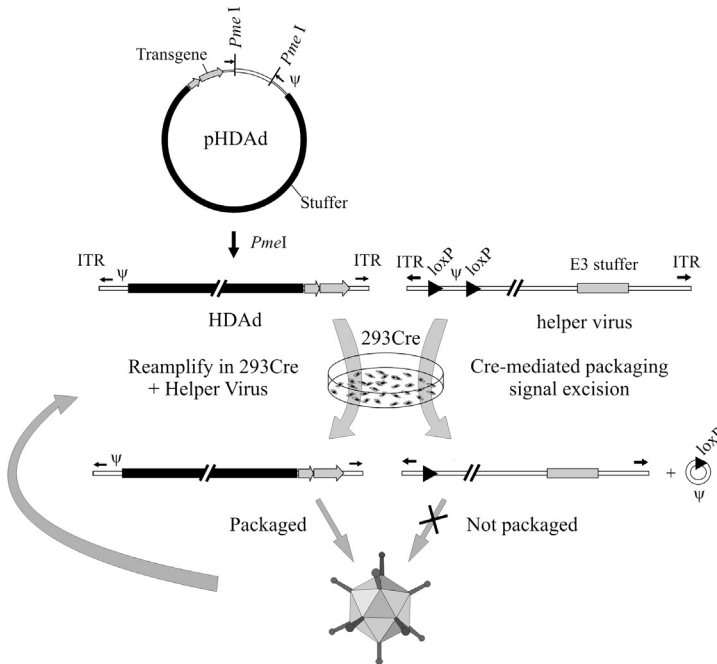 Pme I
Pme I
Transgene
Ψ
pHDAd
Stuffer
PmeI
ITR
Ψ
HDAd
ITR
loxP
Ψ
loxP
E3 stuffer
ITR
helper virus
293Cre
Reamplify in 293Cre
+ Helper Virus
Cre-mediated packaging
signal excision
Ψ
+
loxP
Ψ
Packaged
Not packaged